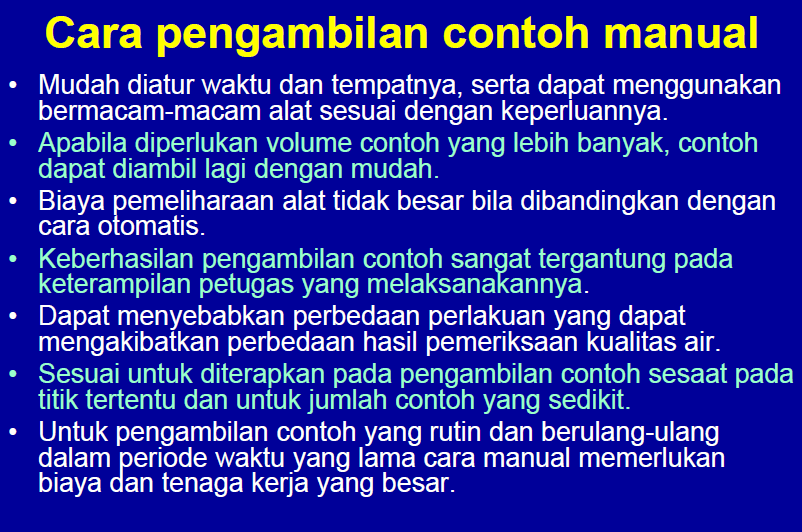 Cara pengambilan contoh manual
• Mudah diatur waktu dan tempatnya, serta dapat menggunakan
bermacam-macam alat sesuai dengan keperluannya.
• Apabila diperlukan volume contoh yang lebih banyak, contoh
dapat diambil lagi dengan mudah.
• Biaya pemeliharaan alat tidak besar bila dibandingkan dengan
cara otomatis.
• Keberhasilan pengambilan contoh sangat tergantung pada
keterampilan petugas yang melaksanakannya.
• Dapat menyebabkan perbedaan perlakuan yang dapat
mengakibatkan perbedaan hasil pemeriksaan kualitas air.
• Sesuai untuk diterapkan pada pengambilan contoh sesaat pada
titik tertentu dan untuk jumlah contoh yang sedikit.
• Untuk pengambilan contoh yang rutin dan berulang-ulang
dalam periode waktu yang lama cara manual memerlukan
biaya dan tenaga kerja yang besar.